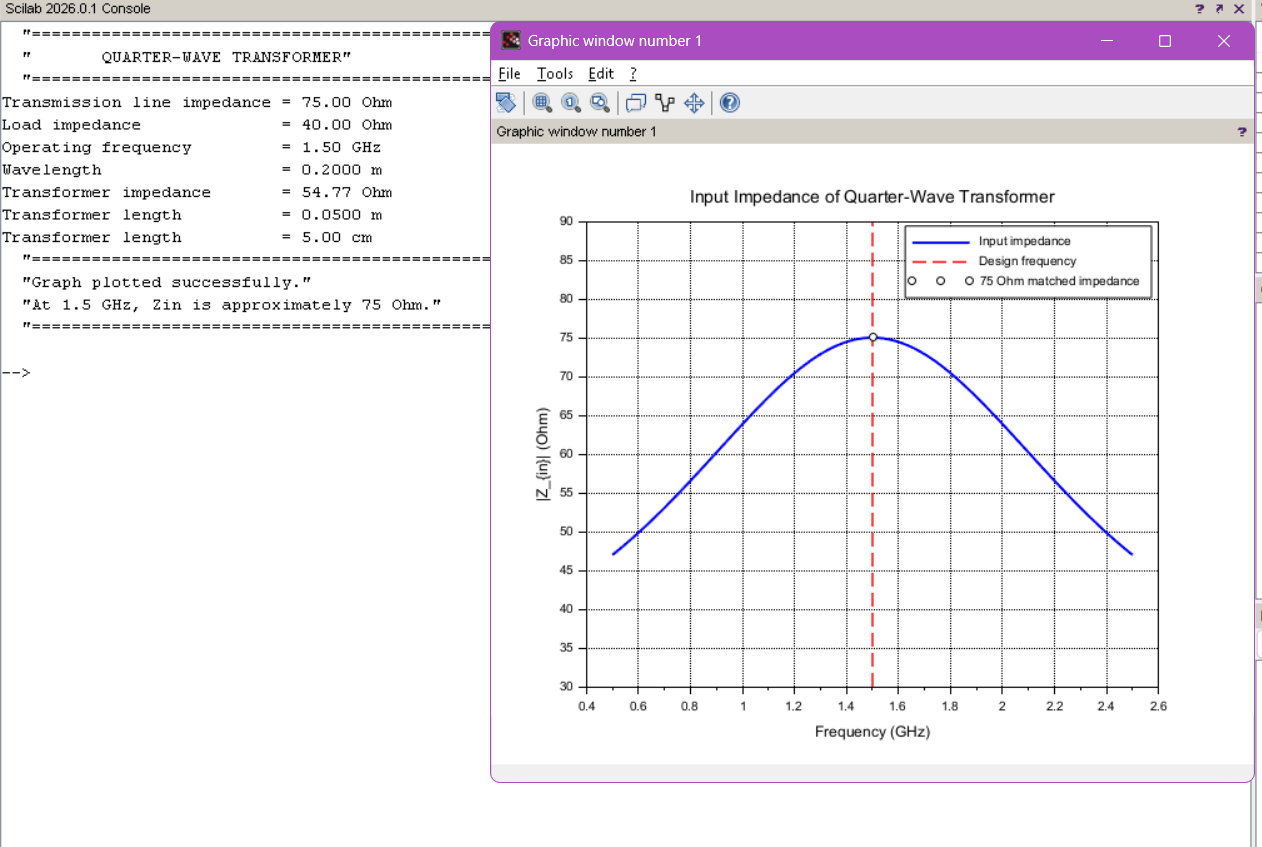 Scilab 2026.0.1 Console
"==============================================
"        QUARTER-WAVE TRANSFORMER"
"==============================================
Transmission line impedance = 75.00 Ohm
Load impedance              = 40.00 Ohm
Operating frequency         = 1.50 GHz
Wavelength                  = 0.2000 m
Transformer impedance       = 54.77 Ohm
Transformer length          = 0.0500 m
Transformer length          = 5.00 cm
"==============================================
"Graph plotted successfully."
"At 1.5 GHz, Zin is approximately 75 Ohm."
"==============================================
-->
Graphic window number 1
File Tools Edit ?
Graphic window number 1
?
Input Impedance of Quarter-Wave Transformer
Input impedance
Design frequency
75 Ohm matched impedance
|Z_{in}| (Ohm)
90
85
80
75
70
65
60
55
50
45
40
35
30
0.4 0.6 0.8 1 1.2 1.4 1.6 1.8 2 2.2 2.4 2.6
Frequency (GHz)